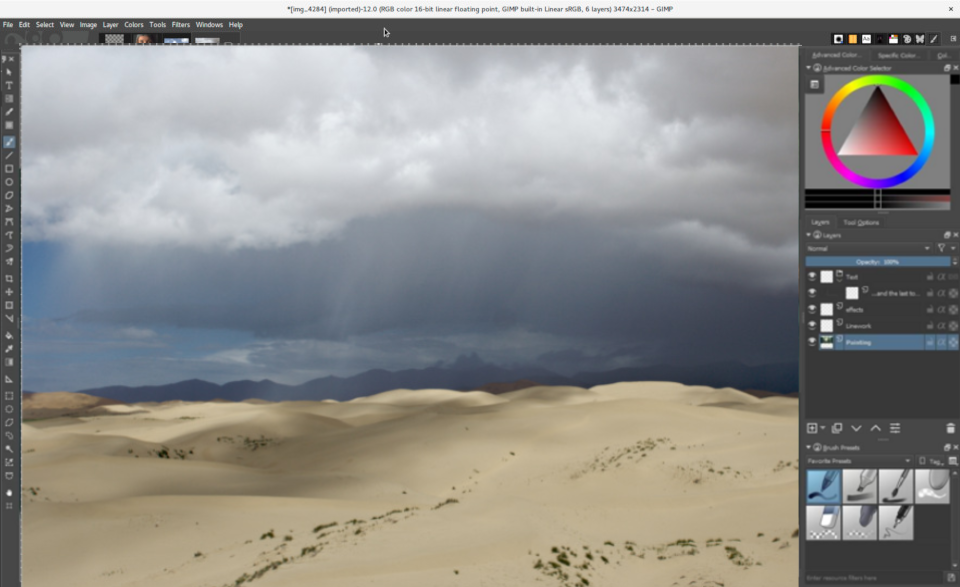 *[img_4284] (imported)-12.0 (RGB color 16-bit linear floating point, GIMP built-in Linear sRGB, 6 layers) 3474x2314 – GIMP
File Edit Select View Image Layer Colors Tools Filters Windows Help
Advanced Color... Specific Color... Col...
Advanced Color Selector
Layers Tool Options
Layers
Normal
Opacity: 100%
Text
...and the last to...
effects
Linework
Painting
Brush Presets
Favorite Presets Tag
Enter resource filters here